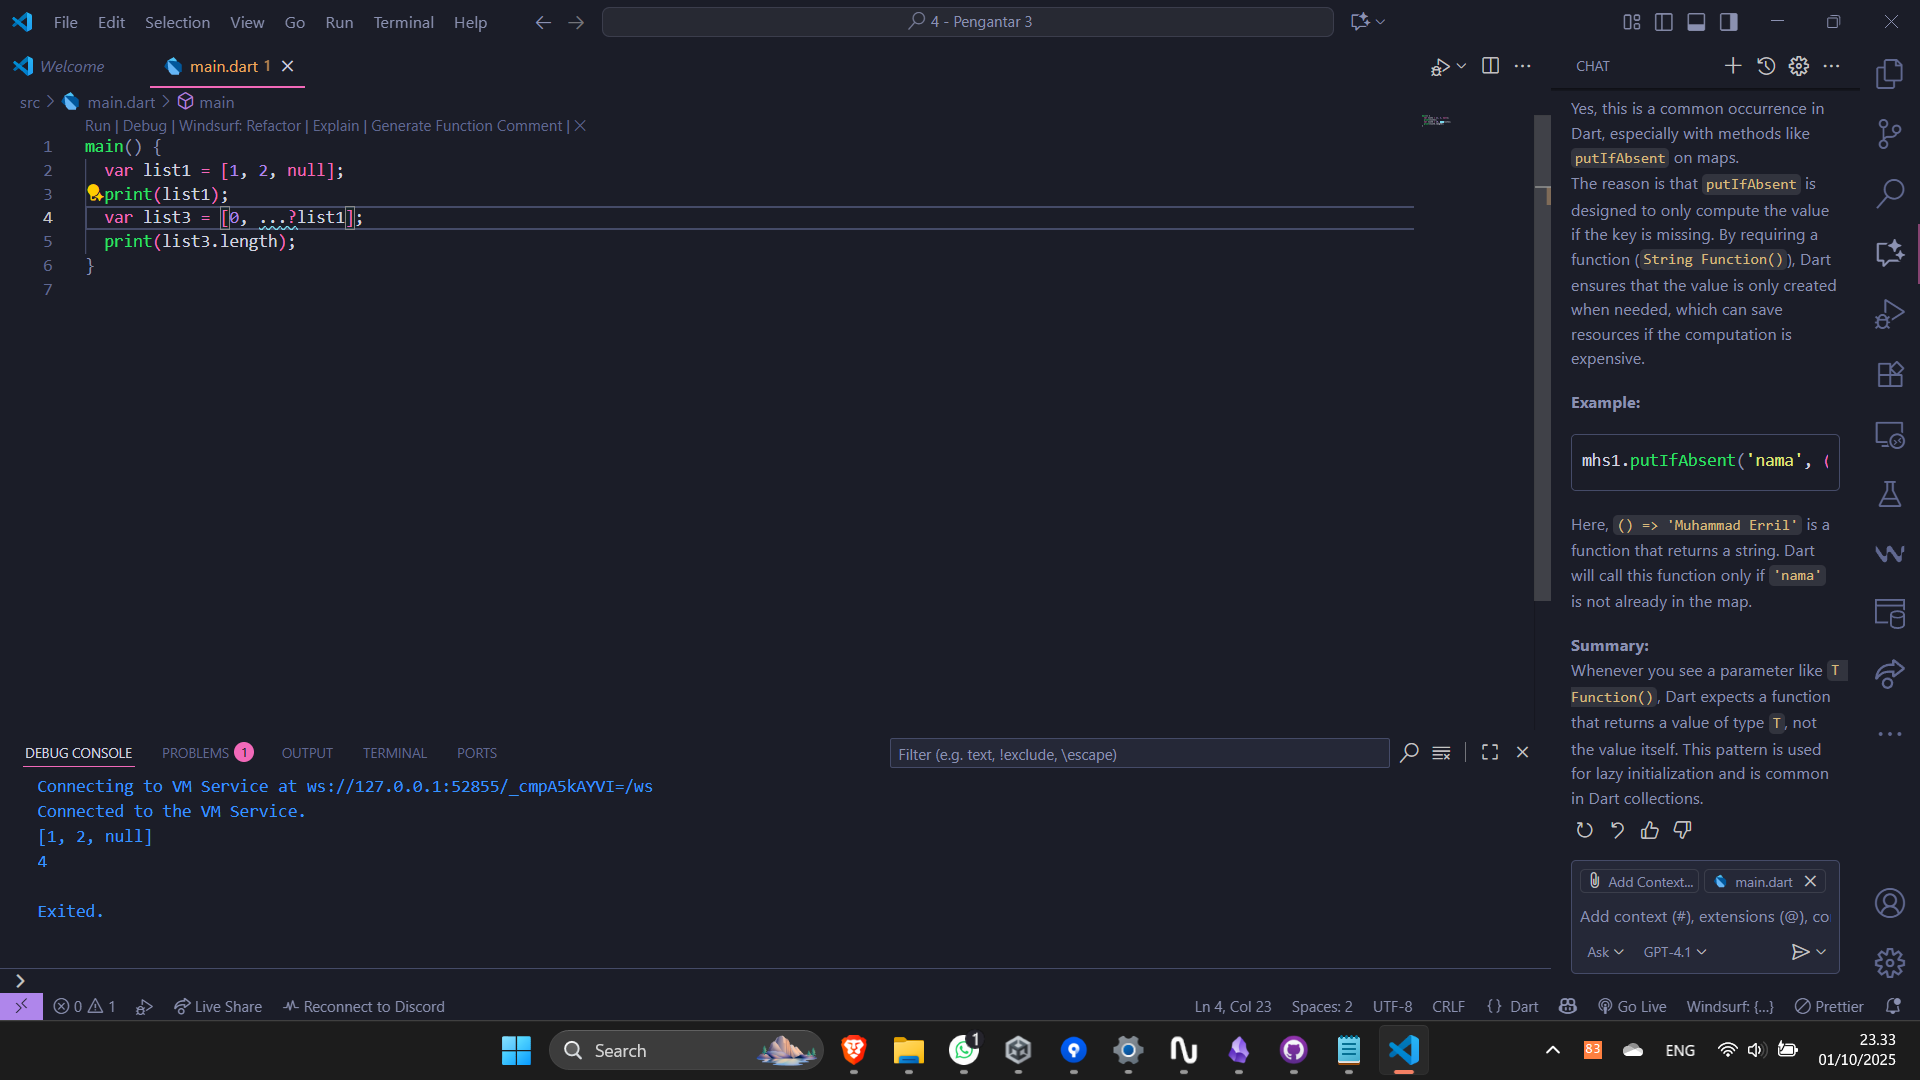 File Edit Selection View Go Run Terminal Help
4 - Pengantar 3
Welcome
main.dart 1
src > main.dart > main
Run | Debug | Windsurf: Refactor | Explain | Generate Function Comment | ×
1 main() {
2 var list1 = [1, 2, null];
3 print(list1);
4 var list3 = [0, ...?list1];
5 print(list3.length);
6 }
7
DEBUG CONSOLE PROBLEMS 1 OUTPUT TERMINAL PORTS
Filter (e.g. text, !exclude, \escape)
Connecting to VM Service at ws://127.0.0.1:52855/_cmpA5kAYVI=/ws
Connected to the VM Service.
[1, 2, null]
4
Exited.
CHAT
Yes, this is a common occurrence in
Dart, especially with methods like
putIfAbsent on maps.
The reason is that putIfAbsent is
designed to only compute the value
if the key is missing. By requiring a
function (String Function()), Dart
ensures that the value is only created
when needed, which can save
resources if the computation is
expensive.
Example:
mhs1.putIfAbsent('nama', (
Here, () => 'Muhammad Erril' is a
function that returns a string. Dart
will call this function only if 'nama'
is not already in the map.
Summary:
Whenever you see a parameter like T
Function(), Dart expects a function
that returns a value of type T, not
the value itself. This pattern is used
for lazy initialization and is common
in Dart collections.
Add Context... main.dart
Add context (#), extensions (@), co
Ask GPT-4.1
0 1 Live Share Reconnect to Discord
Ln 4, Col 23 Spaces: 2 UTF-8 CRLF {} Dart Go Live Windsurf: {...} Prettier
Search
1
83
ENG
23.33
01/10/2025